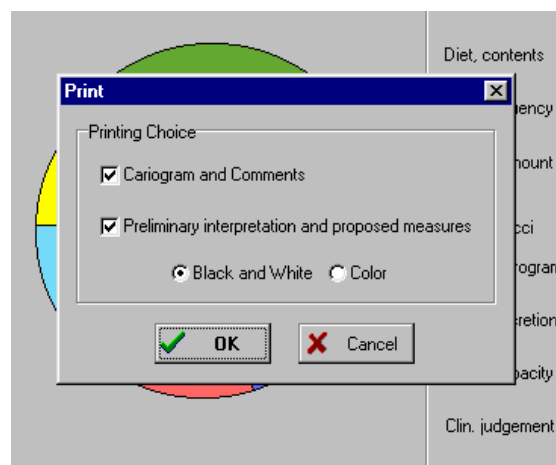 Diet, contents
Print
Printing Choice
Cariogram and Comments
Preliminary interpretation and proposed measures
Black and White
Color
OK
Cancel
Clin. judgement